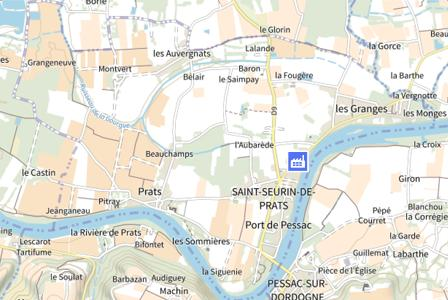 Borie
le Glorin
les Auvergnats
Lalande
la Gorce
Grangeneuve
Montvert
Baron
Bélair
le Saimpay
la Fougère
la Barthe
la Vergnotte
les Granges
les Monges
D9
l'Aubarède
la Croix
Beauchamps
le Castin
Giron
Prats
SAINT-SEURIN-DE-
PRATS
Pitray
Jeanganeau
Pépé
Couret
Blanchou
la Corrégie
la Rivière de Prats
Port de Pessac
la Garde
Lescarot
Bifontet
les Sommières
Tartifume
Guillemat
Labarthe
le Soulat
la Siguenie
Pièce de l'Église
Barbazan
Audiguey
Machin
PESSAC-SUR-
DORDOGNE